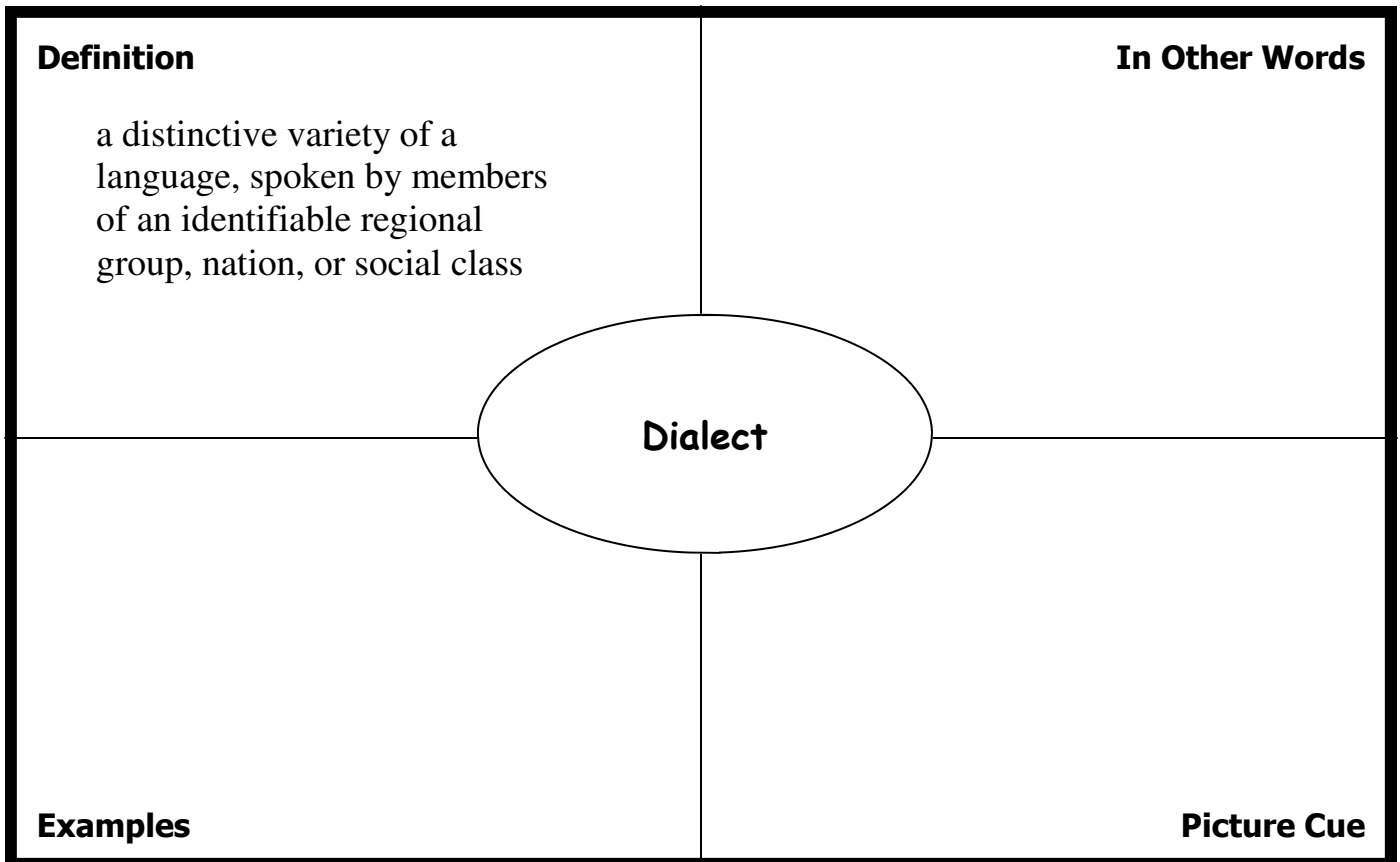 Definition
In Other Words
a distinctive variety of a
language, spoken by members
of an identifiable regional
group, nation, or social class
Dialect
Examples
Picture Cue